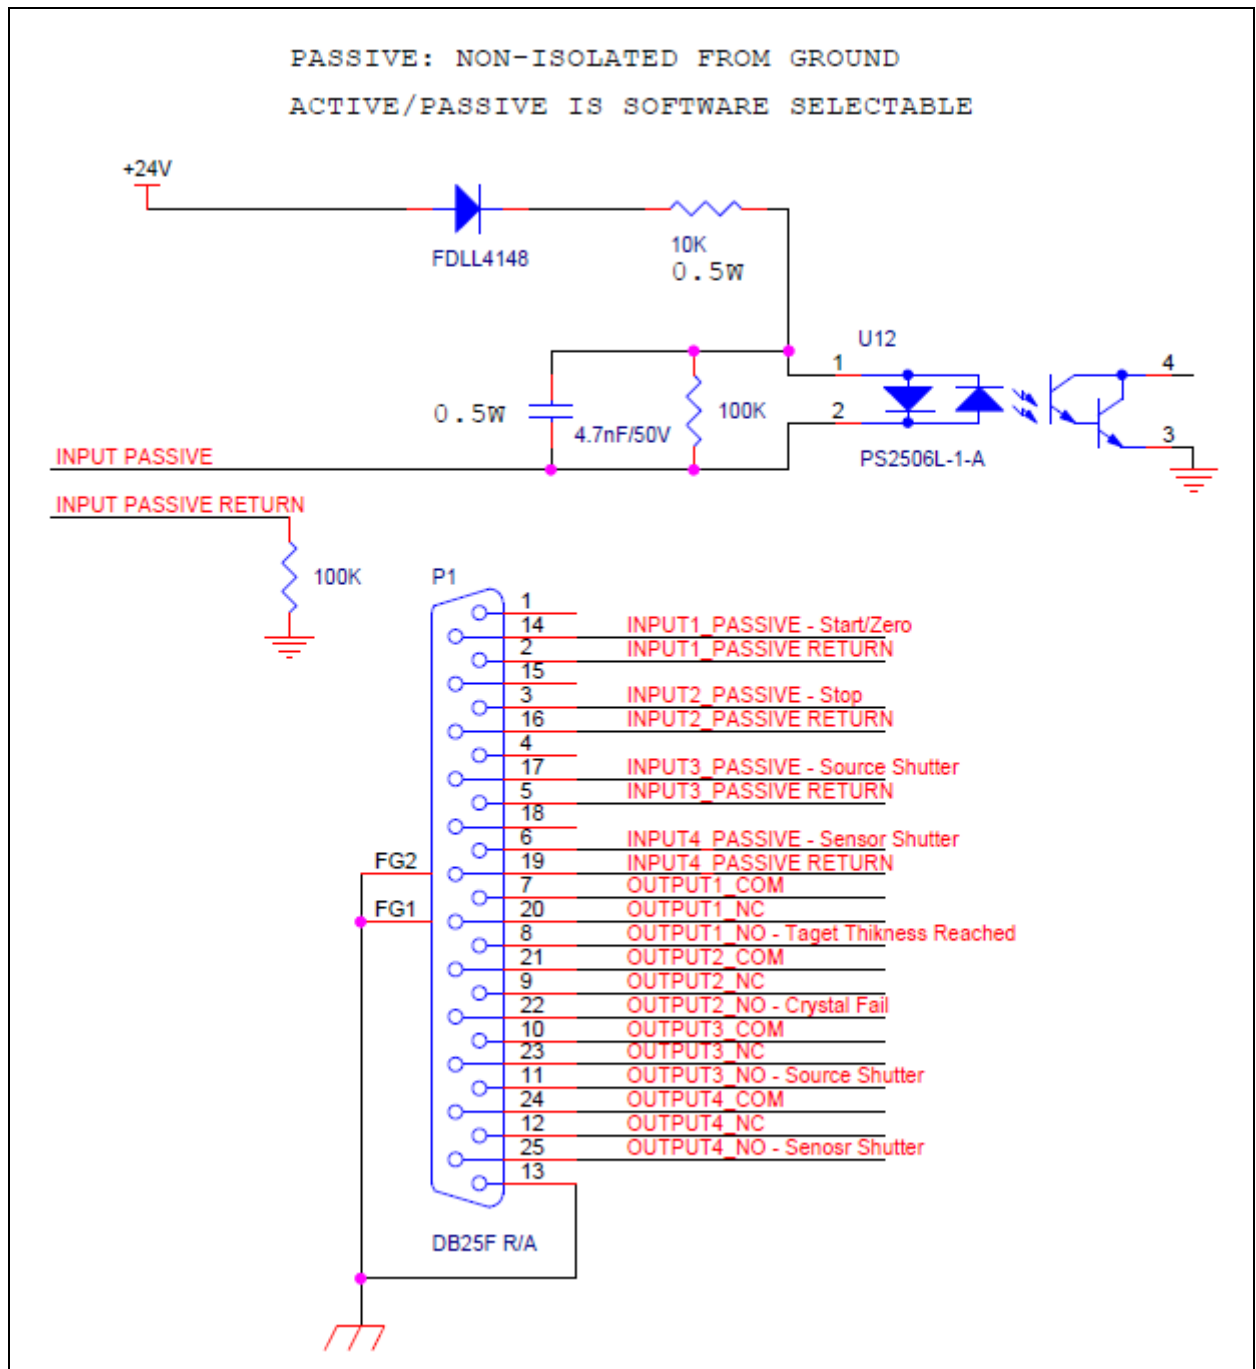 PASSIVE: NON-ISOLATED FROM GROUND
ACTIVE/PASSIVE IS SOFTWARE SELECTABLE
+24V
FDLL4148
10K
0.5W
U12
1
4
0.5W
4.7nF/50V
100K
2
3
PS2506L-1-A
INPUT PASSIVE
INPUT PASSIVE RETURN
100K
P1
1
14 INPUT1_PASSIVE - Start/Zero
2 INPUT1_PASSIVE RETURN
15
3 INPUT2_PASSIVE - Stop
16 INPUT2_PASSIVE RETURN
4
17 INPUT3_PASSIVE - Source Shutter
5 INPUT3_PASSIVE RETURN
18
6 INPUT4_PASSIVE - Sensor Shutter
FG2 19 INPUT4_PASSIVE RETURN
7 OUTPUT1_COM
FG1 20 OUTPUT1_NC
8 OUTPUT1_NO - Taget Thikness Reached
21 OUTPUT2_COM
9 OUTPUT2_NC
22 OUTPUT2_NO - Crystal Fail
10 OUTPUT3_COM
23 OUTPUT3_NC
11 OUTPUT3_NO - Source Shutter
24 OUTPUT4_COM
12 OUTPUT4_NC
25 OUTPUT4_NO - Senosr Shutter
13
DB25F R/A